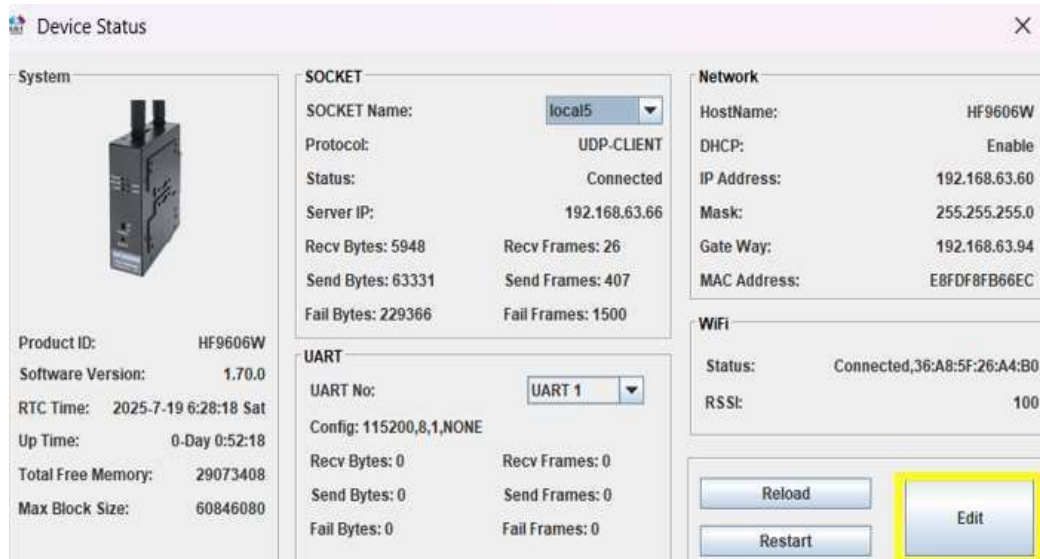 Device Status
System
Product ID: HF9606W
Software Version: 1.70.0
RTC Time: 2025-7-19 6:28:18 Sat
Up Time: 0-Day 0:52:18
Total Free Memory: 29073408
Max Block Size: 60846080
SOCKET
SOCKET Name: local5
Protocol: UDP-CLIENT
Status: Connected
Server IP: 192.168.63.66
Recv Bytes: 5948 Recv Frames: 26
Send Bytes: 63331 Send Frames: 407
Fail Bytes: 229366 Fail Frames: 1500
UART
UART No: UART 1
Config: 115200,8,1,NONE
Recv Bytes: 0 Recv Frames: 0
Send Bytes: 0 Send Frames: 0
Fail Bytes: 0 Fail Frames: 0
Network
HostName: HF9606W
DHCP: Enable
IP Address: 192.168.63.60
Mask: 255.255.255.0
Gate Way: 192.168.63.94
MAC Address: E8FDF8FB66EC
WiFi
Status: Connected,36:A8:5F:26:A4:B0
RSSI: 100
Reload
Restart
Edit